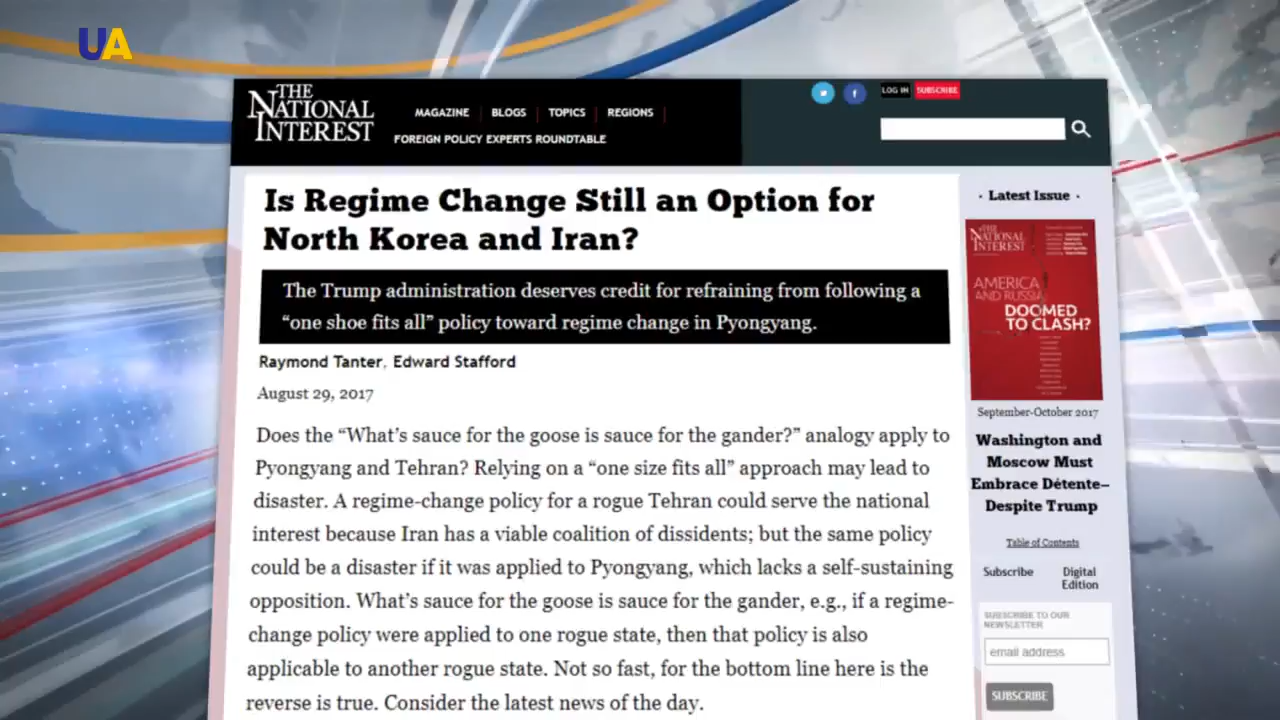 UA
THE
NATIONAL
INTEREST
MAGAZINE
BLOGS
TOPICS
REGIONS
FOREIGN POLICY EXPERTS ROUNDTABLE
LOG IN
SUBSCRIBE
Is Regime Change Still an Option for
North Korea and Iran?
The Trump administration deserves credit for refraining from following a
“one shoe fits all” policy toward regime change in Pyongyang.
Raymond Tanter, Edward Stafford
August 29, 2017
Does the “What’s sauce for the goose is sauce for the gander?” analogy apply to
Pyongyang and Tehran? Relying on a “one size fits all” approach may lead to
disaster. A regime-change policy for a rogue Tehran could serve the national
interest because Iran has a viable coalition of dissidents; but the same policy
could be a disaster if it was applied to Pyongyang, which lacks a self-sustaining
opposition. What’s sauce for the goose is sauce for the gander, e.g., if a regime-
change policy were applied to one rogue state, then that policy is also
applicable to another rogue state. Not so fast, for the bottom line here is the
reverse is true. Consider the latest news of the day.
· Latest Issue ·
THE
NATIONAL
INTEREST
AMERICA
AND RUSSIA
DOOMED
TO CLASH?
September-October 2017
Washington and
Moscow Must
Embrace Détente—
Despite Trump
Table of Contents
Subscribe
Digital
Edition
SUBSCRIBE TO OUR
NEWSLETTER
email address
SUBSCRIBE